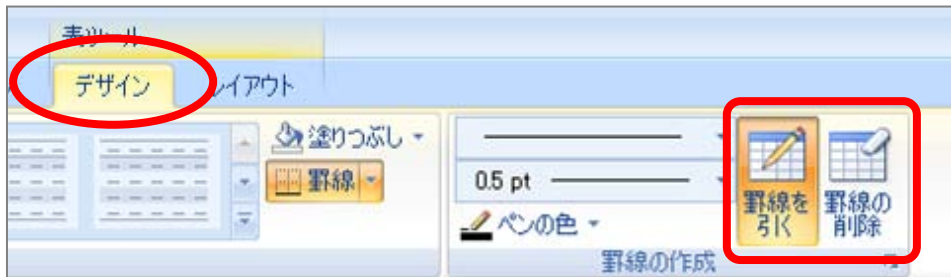 表ツール
デザイン
レイアウト
塗りつぶし
罫線
0.5 pt
ペンの色
罫線を
引く
罫線の
削除
罫線の作成